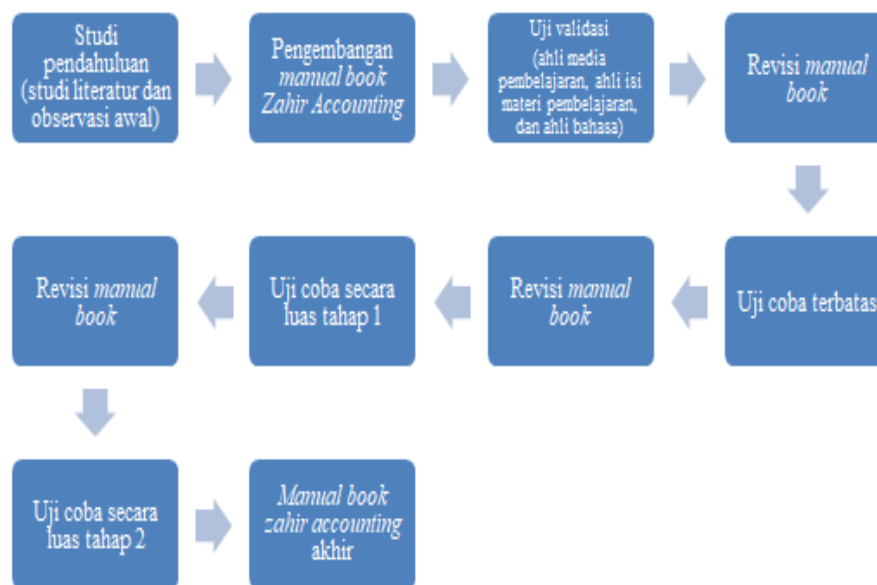 Studi
pendahuluan
(studi literatur dan
observasi awal)
Pengembangan
manual book
Zahir Accounting
Uji validasi
(ahli media
pembelajaran, ahli isi
materi pembelajaran,
dan ahli bahasa)
Revisi manual
book
Uji coba terbatas
Revisi manual
book
Uji coba secara
luas tahap 1
Revisi manual
book
Uji coba secara
luas tahap 2
Manual book
zahir accounting
akhir